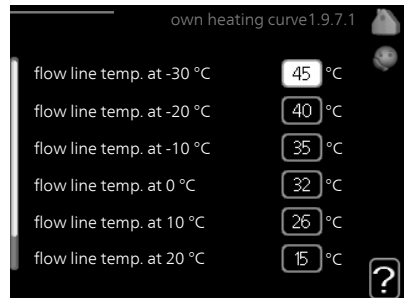 own heating curve1.9.7.1
flow line temp. at -30 °C 45 °C
flow line temp. at -20 °C 40 °C
flow line temp. at -10 °C 35 °C
flow line temp. at 0 °C 32 °C
flow line temp. at 10 °C 26 °C
flow line temp. at 20 °C 15 °C
?